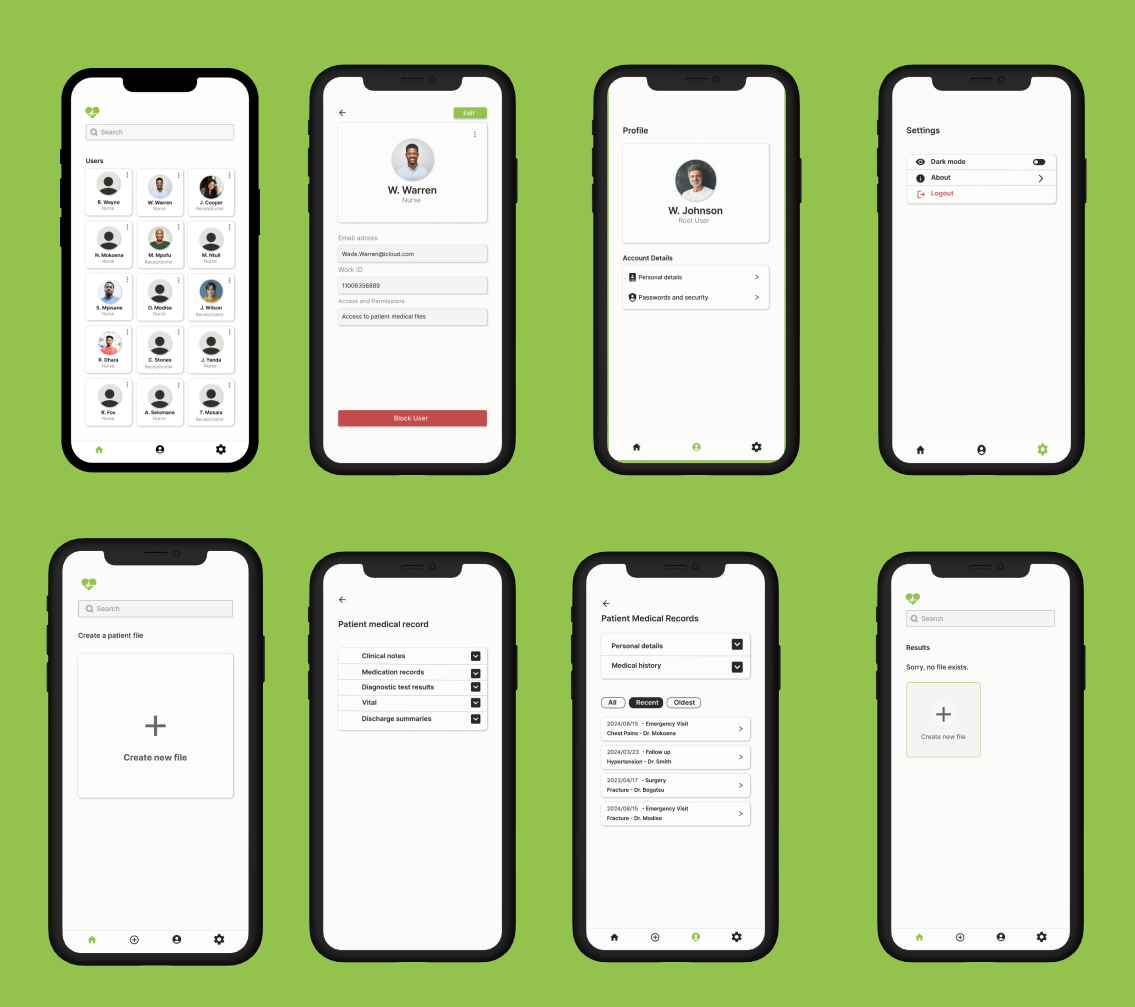 Search
Users
R. Wayne
Nurse
W. Warren
Nurse
J. Cooper
Receptionist
N. Mokoena
Nurse
M. Mpofu
Receptionist
M. Ntuli
Nurse
S. Mpisane
Nurse
O. Modise
Nurse
J. Wilson
Receptionist
R. Dhara
Nurse
C. Stones
Receptionist
J. Yanda
Nurse
R. Fox
Nurse
A. Selomane
Nurse
T. Mosala
Receptionist
Edit
W. Warren
Nurse
Email adress
Wade.Warren@icloud.com
Work ID
11006356889
Access and Permissions
Access to patient medical files
Block User
Profile
W. Johnson
Root User
Account Details
Personal details
Passwords and security
Settings
Dark mode
About
Logout
Search
Create a patient file
Create new file
Patient medical record
Clinical notes
Medication records
Diagnostic test results
Vital
Discharge summaries
Patient Medical Records
Personal details
Medical history
All Recent Oldest
2024/08/15 - Emergency Visit
Chest Pains - Dr. Mokoena
2024/03/23 - Follow up
Hypertension - Dr. Smith
2023/04/17 - Surgery
Fracture - Dr. Bogatsu
2024/08/15 - Emergency Visit
Fracture - Dr. Modise
Search
Results
Sorry, no file exists.
Create new file